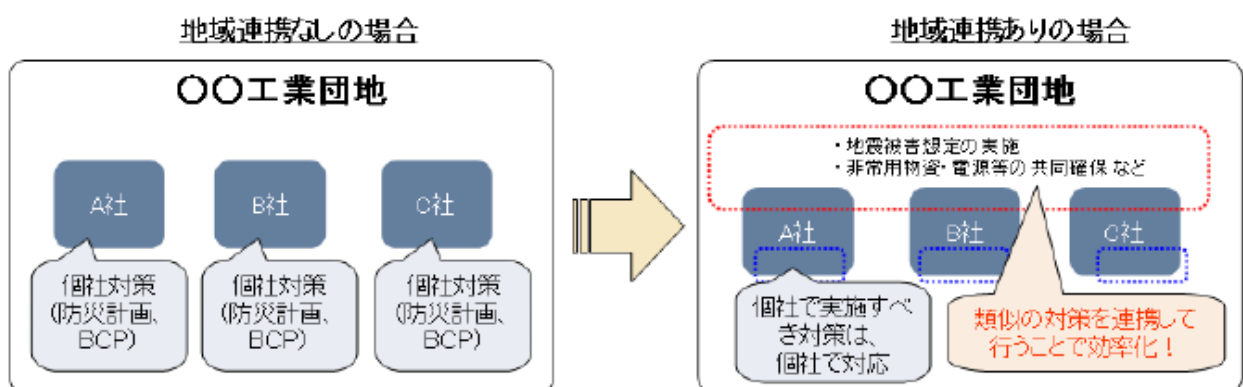 地域連携なしの場合
〇〇工業団地
A社
B社
C社
個社対策
(防災計画、
BCP)
個社対策
(防災計画、
BCP)
個社対策
(防災計画、
BCP)
地域連携ありの場合
〇〇工業団地
・地震被害想定の実施
・非常用物資・電源等の共同確保など
A社
B社
C社
個社で実施すべ
き対策は、
個社で対応
類似の対策を連携して
行うことで効率化！